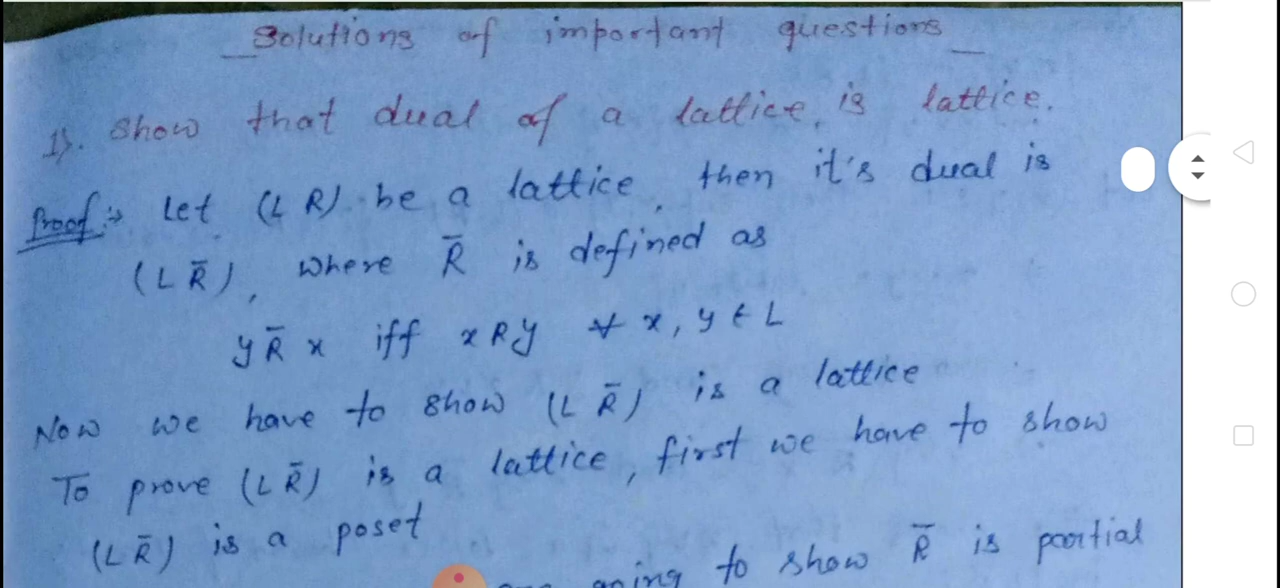 Solutions of important questions
1). Show that dual of a lattice, is lattice.
Proof :- Let (L R) be a lattice, then it's dual is
(L R̄), where R̄ is defined as
y R̄ x iff x R y ∀ x, y ∈ L
Now we have to show (L R̄) is a lattice
To prove (L R̄) is a lattice, first we have to show
(L R̄) is a poset
going to show R̄ is partial